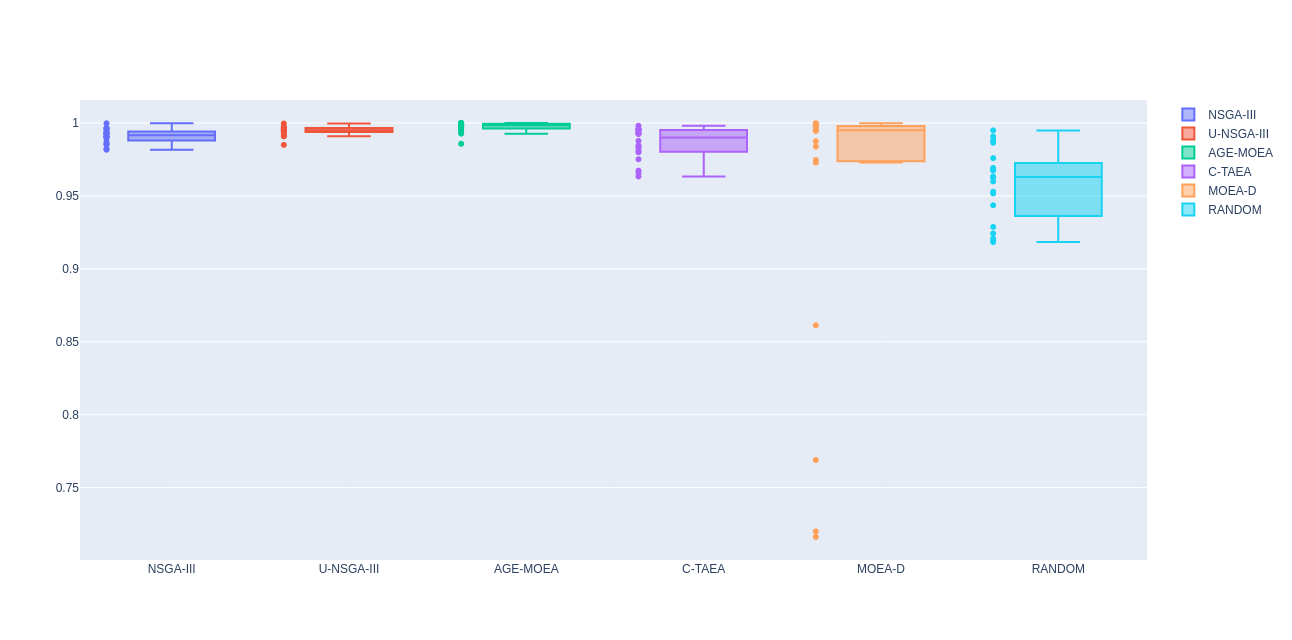 1
0.95
0.9
0.85
0.8
0.75
NSGA-III
U-NSGA-III
AGE-MOEA
C-TAEA
MOEA-D
RANDOM
NSGA-III
U-NSGA-III
AGE-MOEA
C-TAEA
MOEA-D
RANDOM